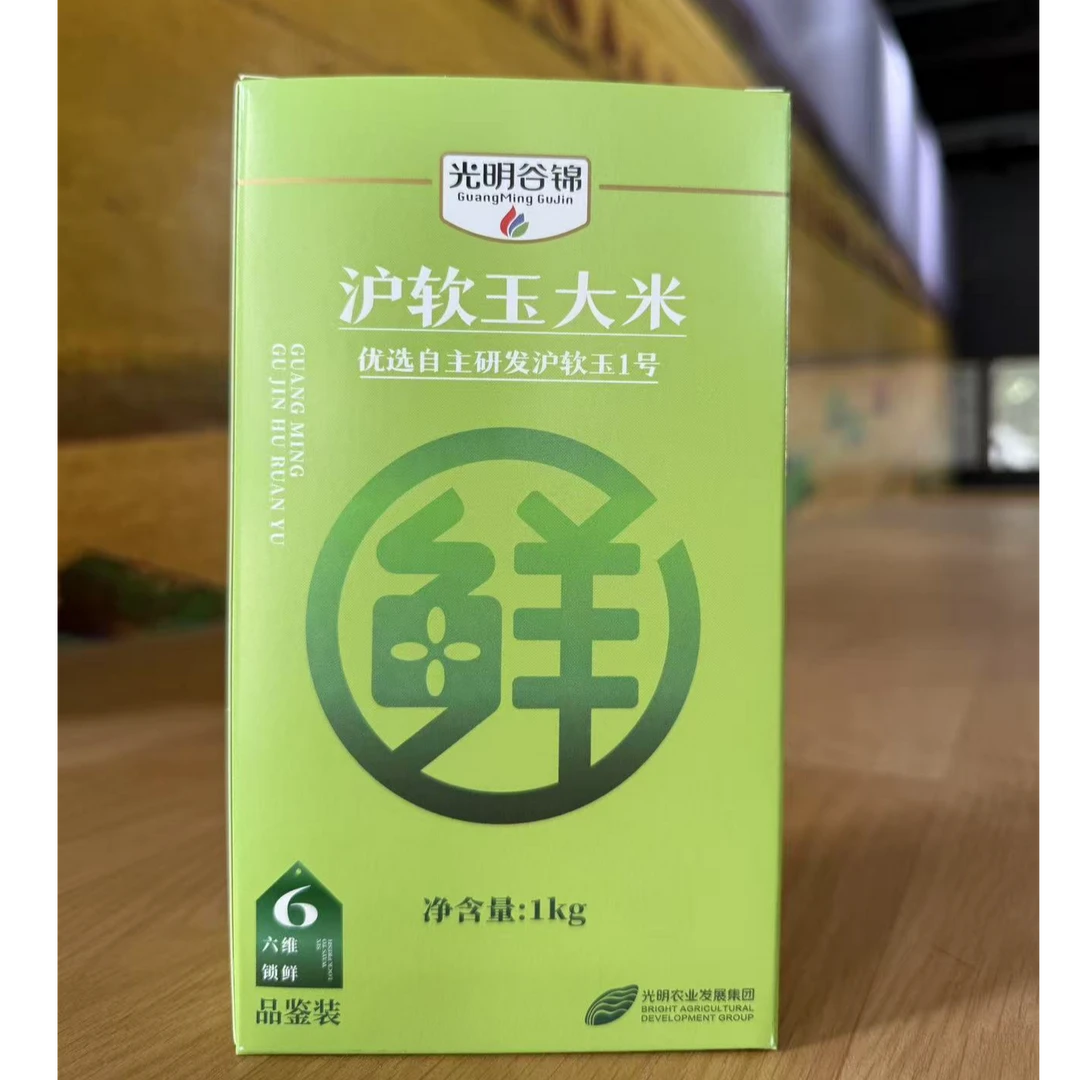 光明谷锦
GuangMing GuJin
沪软玉大米
优选自主研发沪软玉1号
GUANG MING
GU JIN HU RUAN YU
鲜
净含量:1kg
6
六维
锁鲜
品鉴装
光明农业发展集团
BRIGHT AGRICULTURAL
DEVELOPMENT GROUP